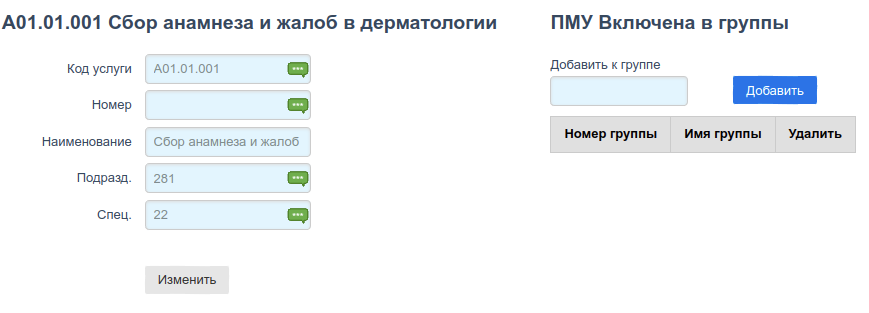 A01.01.001 Сбор анамнеза и жалоб в дерматологии
Код услуги
A01.01.001
Номер
Наименование
Сбор анамнеза и жалоб
Подразд.
281
Спец.
22
Изменить
ПМУ Включена в группы
Добавить к группе
Добавить
Номер группы Имя группы Удалить